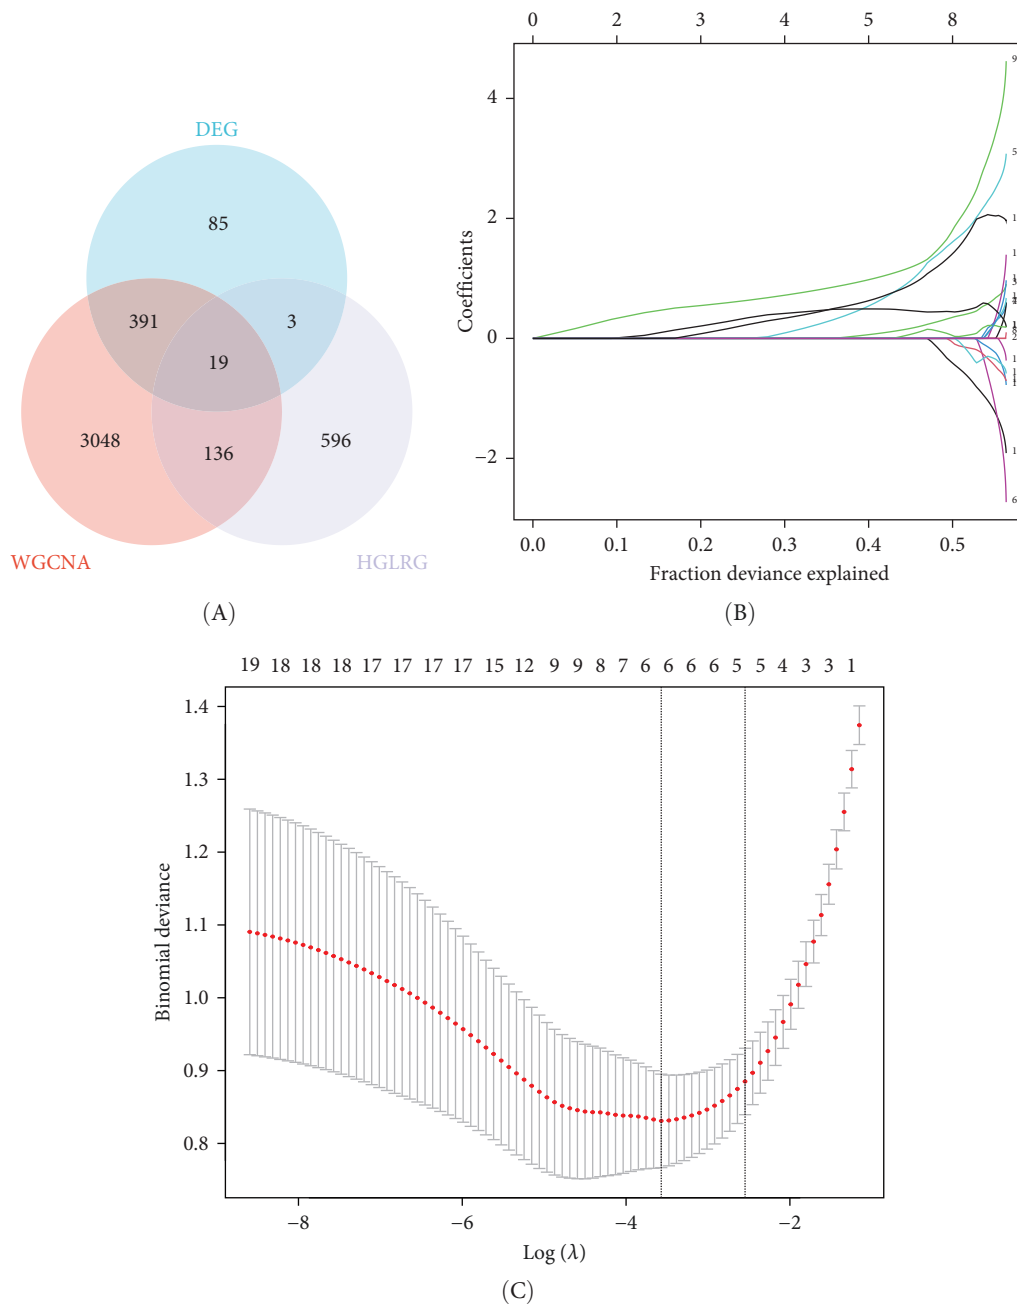 DEG
85
391
3
19
3048
136
596
WGCNA
HGLRG
(A)
0 2 3 4 5 8
4
2
0
−2
Coefficients
9
5
1
1
6
0.0 0.1 0.2 0.3 0.4 0.5
Fraction deviance explained
(B)
19 18 18 18 17 17 17 17 15 12 9 9 8 7 6 6 6 5 5 4 3 3 1
1.4
1.3
1.2
1.1
1.0
0.9
0.8
Binomial deviance
−8 −6 −4 −2
Log (λ)
(C)